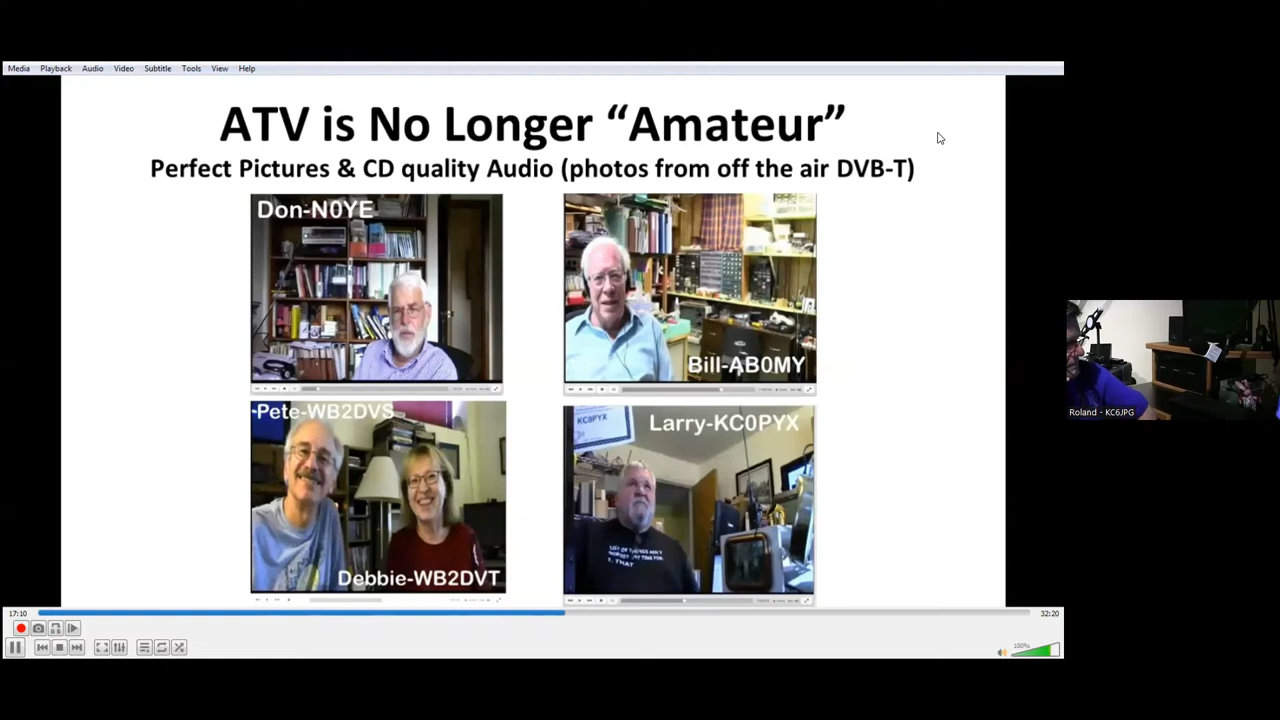 Media Playback Audio Video Subtitle Tools View Help
ATV is No Longer “Amateur”
Perfect Pictures & CD quality Audio (photos from off the air DVB-T)
Don-N0YE
Bill-AB0MY
Pete-WB2DVS
Debbie-WB2DVT
KC0PYX
Larry-KC0PYX
THAT
Roland - KC6JPG
17:10
32:20
100%